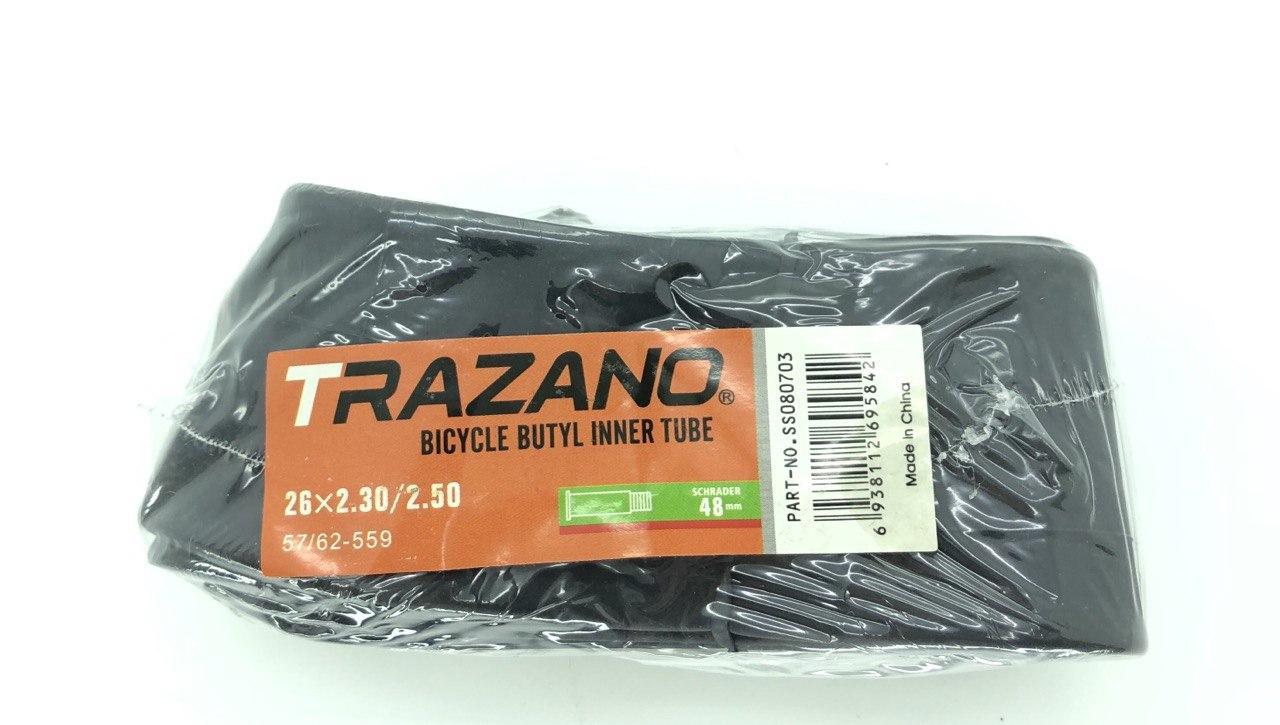 TRAZANO®
BICYCLE BUTYL INNER TUBE
26×2.30/2.50
57/62-559
SCHRADER
48mm
PART-NO.SS080703
6 938112 695842
Made in China